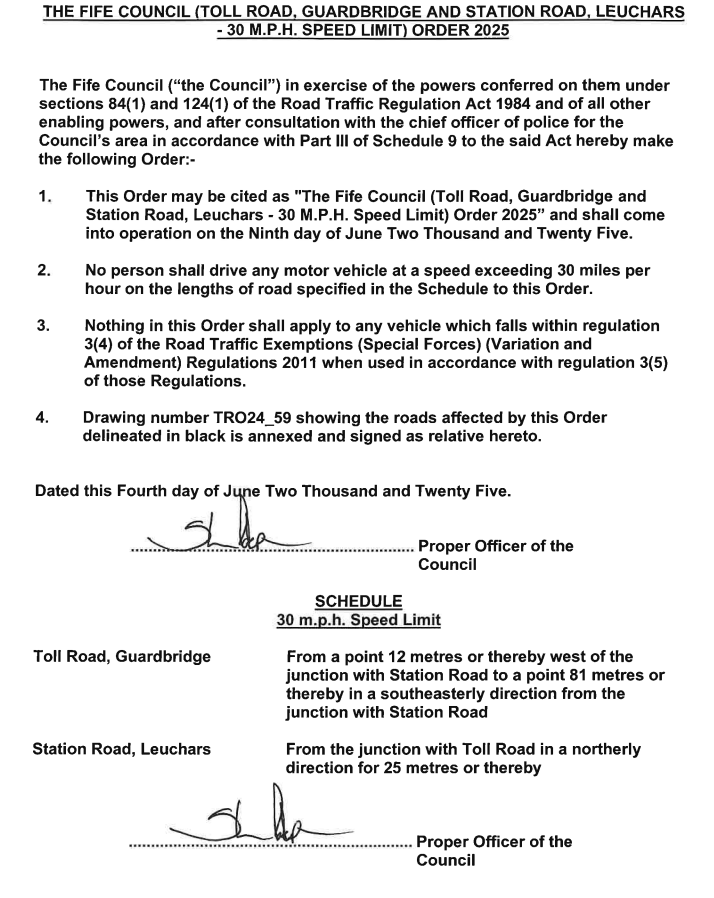 THE FIFE COUNCIL (TOLL ROAD, GUARDBRIDGE AND STATION ROAD, LEUCHARS
- 30 M.P.H. SPEED LIMIT) ORDER 2025
The Fife Council (“the Council”) in exercise of the powers conferred on them under
sections 84(1) and 124(1) of the Road Traffic Regulation Act 1984 and of all other
enabling powers, and after consultation with the chief officer of police for the
Council’s area in accordance with Part III of Schedule 9 to the said Act hereby make
the following Order:-
1. This Order may be cited as "The Fife Council (Toll Road, Guardbridge and
Station Road, Leuchars - 30 M.P.H. Speed Limit) Order 2025” and shall come
into operation on the Ninth day of June Two Thousand and Twenty Five.
2. No person shall drive any motor vehicle at a speed exceeding 30 miles per
hour on the lengths of road specified in the Schedule to this Order.
3. Nothing in this Order shall apply to any vehicle which falls within regulation
3(4) of the Road Traffic Exemptions (Special Forces) (Variation and
Amendment) Regulations 2011 when used in accordance with regulation 3(5)
of those Regulations.
4. Drawing number TRO24_59 showing the roads affected by this Order
delineated in black is annexed and signed as relative hereto.
Dated this Fourth day of June Two Thousand and Twenty Five.
Proper Officer of the
Council
SCHEDULE
30 m.p.h. Speed Limit
Toll Road, Guardbridge From a point 12 metres or thereby west of the
junction with Station Road to a point 81 metres or
thereby in a southeasterly direction from the
junction with Station Road
Station Road, Leuchars From the junction with Toll Road in a northerly
direction for 25 metres or thereby
Proper Officer of the
Council